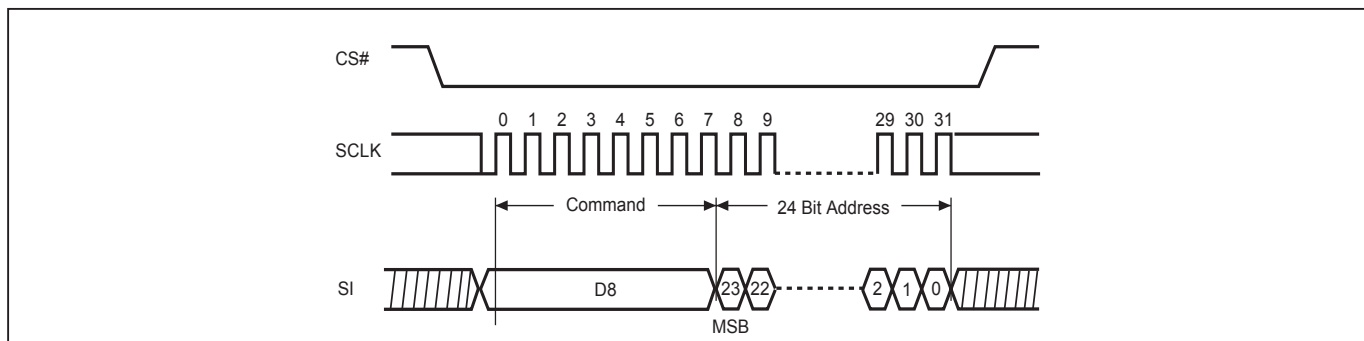 CS#
0 1 2 3 4 5 6 7 8 9 29 30 31
SCLK
Command 24 Bit Address
SI D8 23 22 2 1 0
MSB